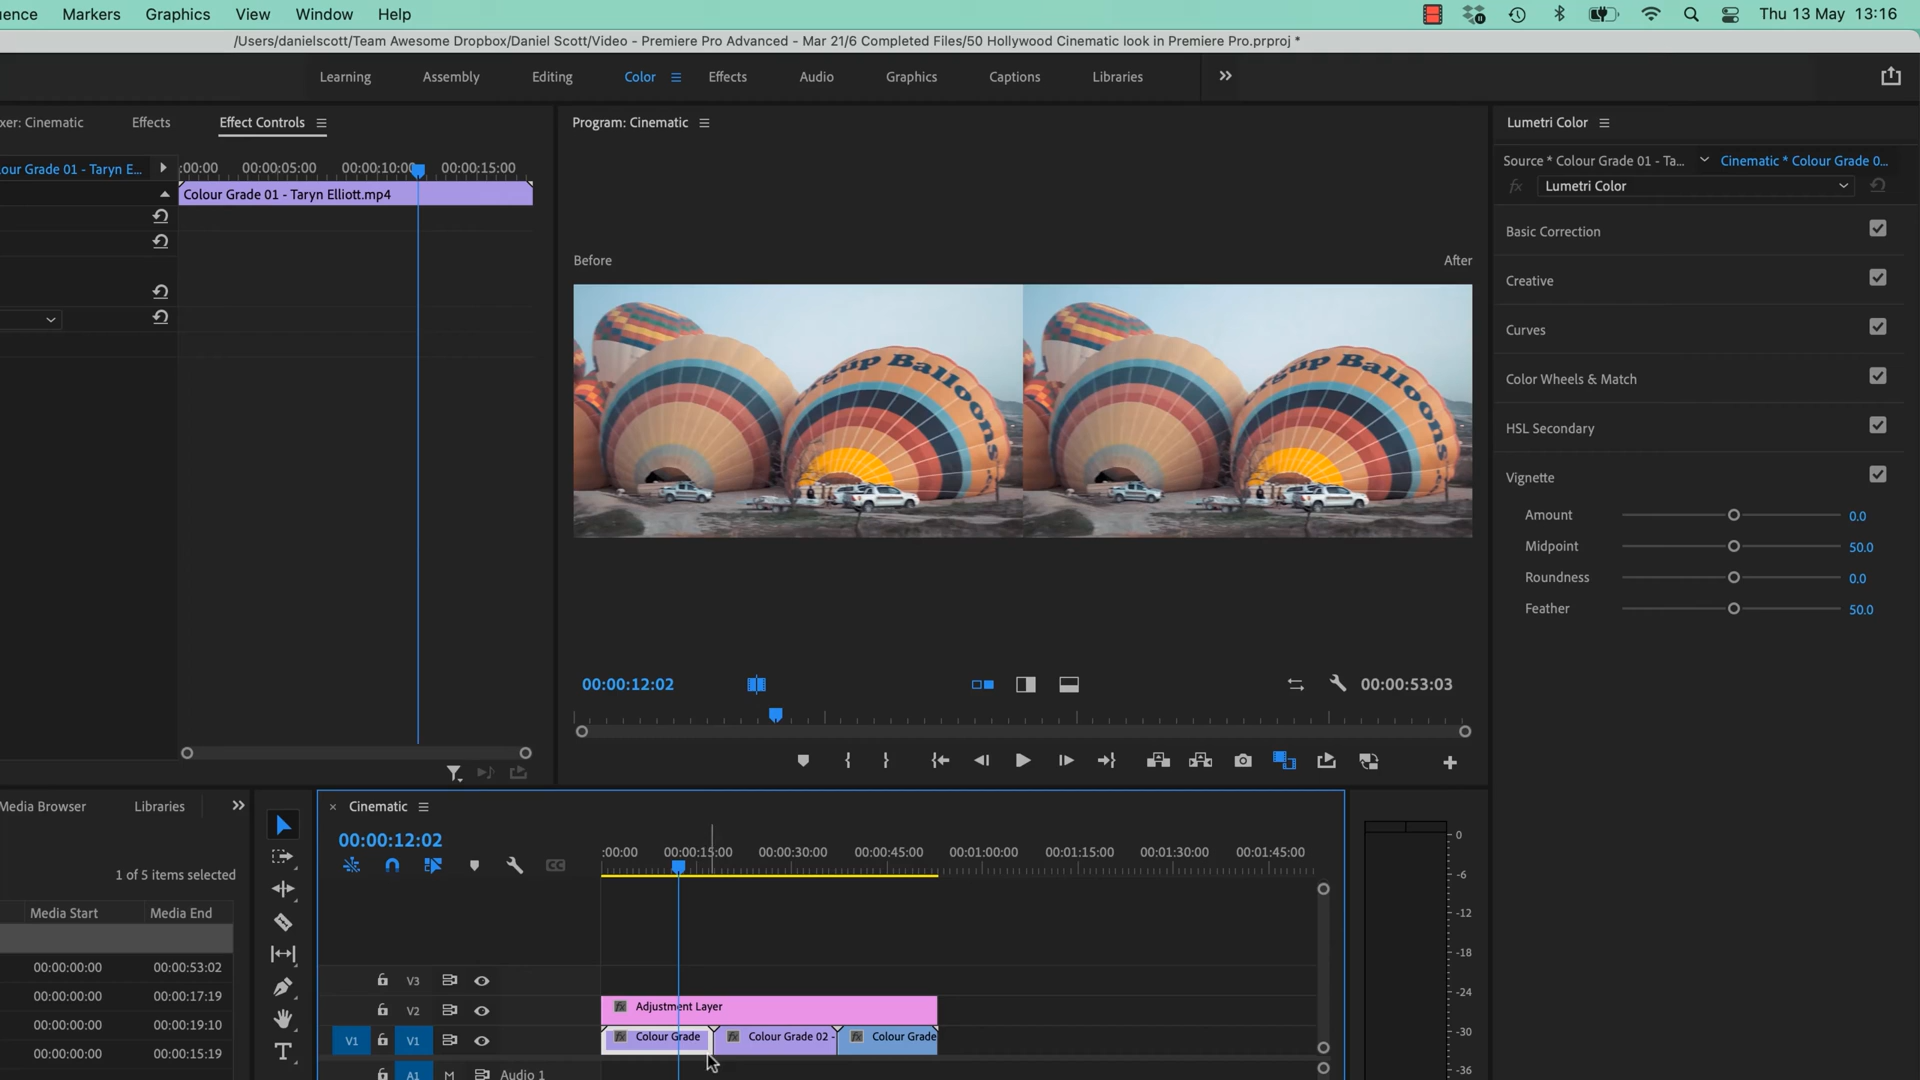 uence Markers Graphics View Window Help Thu 13 May 13:16
/Users/danielscott/Team Awesome Dropbox/Daniel Scott/Video - Premiere Pro Advanced - Mar 21/6 Completed Files/50 Hollywood Cinematic look in Premiere Pro.prproj *
Learning Assembly Editing Color Effects Audio Graphics Captions Libraries
xer: Cinematic Effects Effect Controls
our Grade 01 - Taryn E... :00:00 00:00:05:00 00:00:10:00 00:00:15:00
Colour Grade 01 - Taryn Elliott.mp4
Program: Cinematic
Before After
up Balloons
up Balloons
00:00:12:02 00:00:53:03
Lumetri Color
Source * Colour Grade 01 - Ta... Cinematic * Colour Grade 0...
fx Lumetri Color
Basic Correction
Creative
Curves
Color Wheels & Match
HSL Secondary
Vignette
Amount 0.0
Midpoint 50.0
Roundness 0.0
Feather 50.0
Media Browser Libraries
1 of 5 items selected
Media Start Media End
00:00:00:00 00:00:53:02
00:00:00:00 00:00:17:19
00:00:00:00 00:00:19:10
00:00:00:00 00:00:15:19
Cinematic
00:00:12:02
CC
:00:00 00:00:15:00 00:00:30:00 00:00:45:00 00:01:00:00 00:01:15:00 00:01:30:00 00:01:45:00
V3
V2 fx Adjustment Layer
V1 V1 fx Colour Grade fx Colour Grade 02 - fx Colour Grade
A1 M Audio 1
0
-6
-12
-18
-24
-30
-36